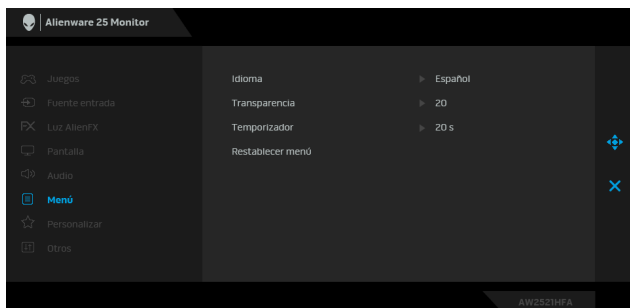 Alienware 25 Monitor
Juegos
Fuente entrada
FX Luz AlienFX
Pantalla
Audio
Menú
Personalizar
Otros
Idioma Español
Transparencia 20
Temporizador 20 s
Restablecer menú
AW2521HFA